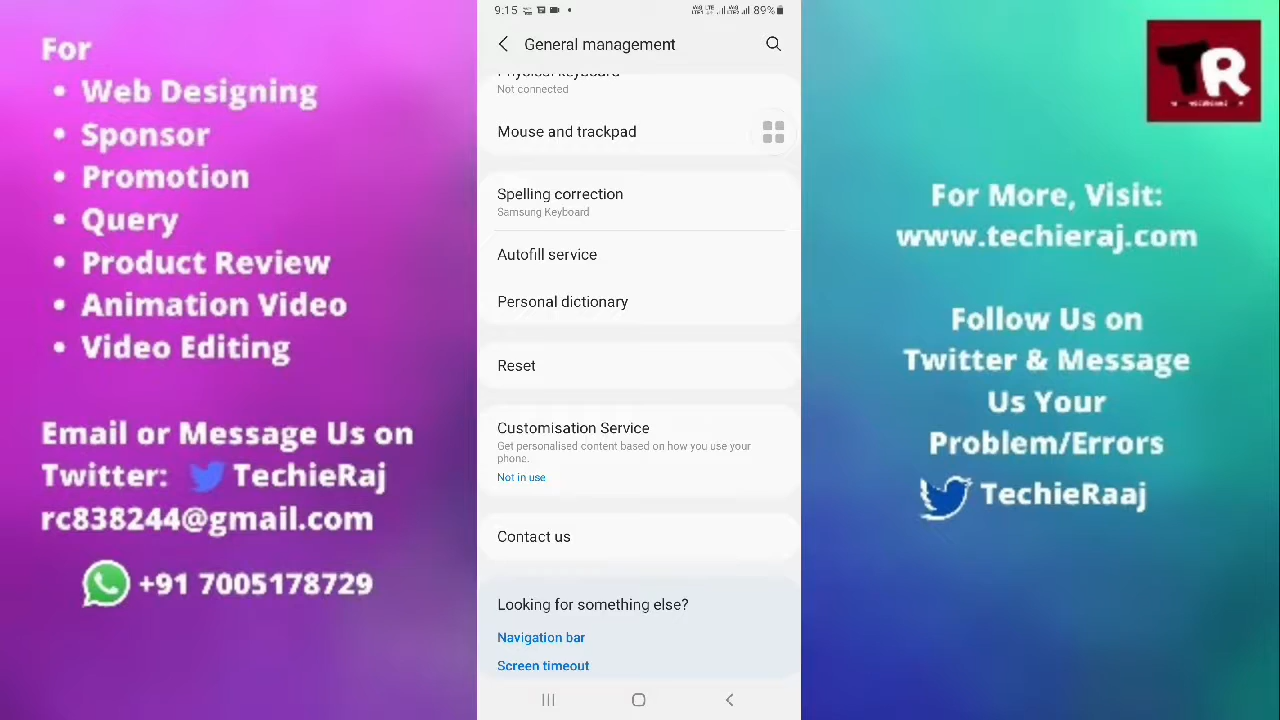 For
• Web Designing
• Sponsor
• Promotion
• Query
• Product Review
• Animation Video
• Video Editing
Email or Message Us on
Twitter: TechieRaj
rc838244@gmail.com
+91 7005178729
9:15
89%
General management
Physical keyboard
Not connected
Mouse and trackpad
Spelling correction
Samsung Keyboard
Autofill service
Personal dictionary
Reset
Customisation Service
Get personalised content based on how you use your
phone.
Not in use
Contact us
Looking for something else?
Navigation bar
Screen timeout
TR
For More, Visit:
www.techieraj.com
Follow Us on
Twitter & Message
Us Your
Problem/Errors
TechieRaaj